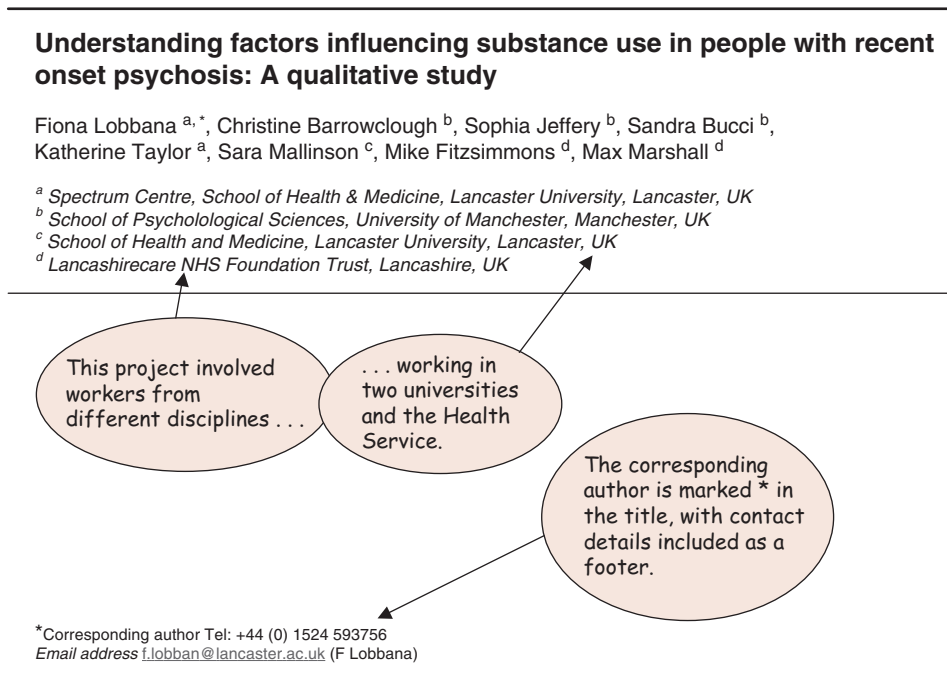 Understanding factors influencing substance use in people with recent
onset psychosis: A qualitative study
Fiona Lobbana a, *, Christine Barrowclough b, Sophia Jeffery b, Sandra Bucci b,
Katherine Taylor a, Sara Mallinson c, Mike Fitzsimmons d, Max Marshall d
a Spectrum Centre, School of Health & Medicine, Lancaster University, Lancaster, UK
b School of Psycholological Sciences, University of Manchester, Manchester, UK
c School of Health and Medicine, Lancaster University, Lancaster, UK
d Lancashirecare NHS Foundation Trust, Lancashire, UK
This project involved
workers from
different disciplines . . .
. . . working in
two universities
and the Health
Service.
The corresponding
author is marked * in
the title, with contact
details included as a
footer.
*Corresponding author Tel: +44 (0) 1524 593756
Email address f.lobban@lancaster.ac.uk (F Lobbana)